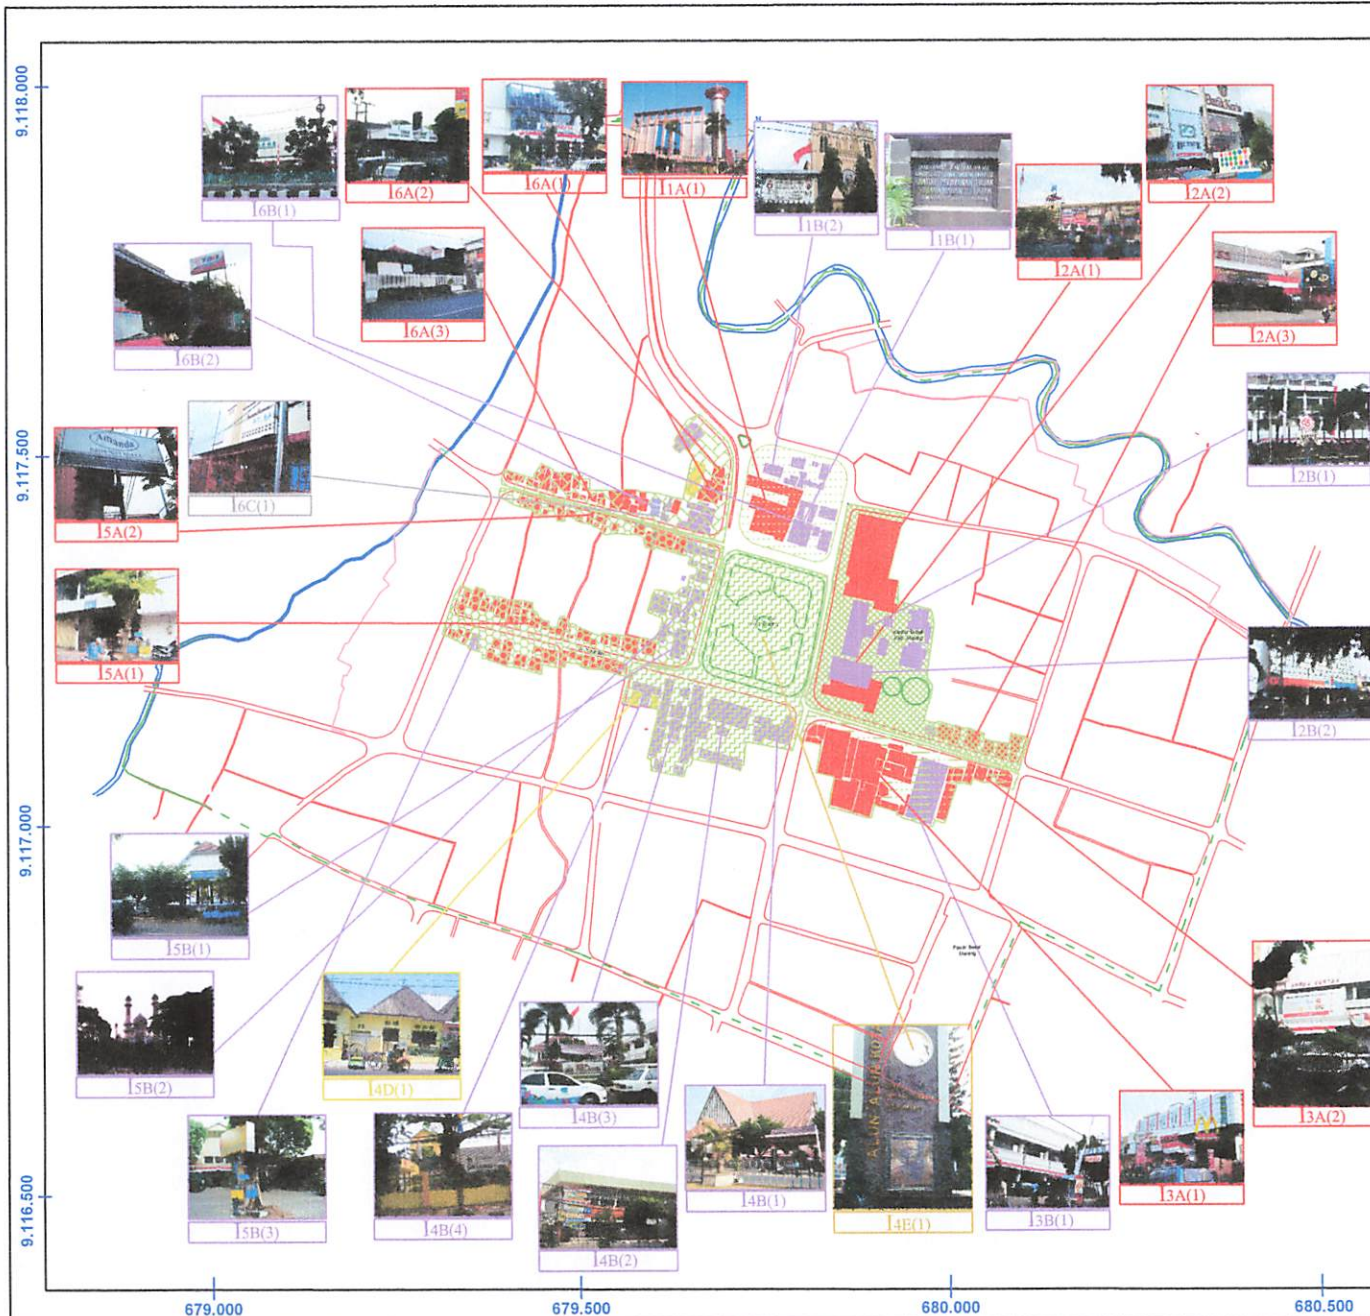 9.118.000
I6B(1)
I6A(2)
I6A(1)
I1A(1)
I1B(2)
I1B(1)
I2A(1)
I2A(2)
I6B(2)
I6A(3)
I2A(3)
9.117.500
Amanda
I5A(2)
I6C(1)
I2B(1)
I5A(1)
I2B(2)
9.117.000
I5B(1)
I5B(2)
I4D(1)
I4B(3)
ALUN ALUN KOTA
I3A(2)
I5B(3)
I4B(4)
I4B(2)
I4B(1)
I4E(1)
I3B(1)
I3A(1)
9.116.500
679.000
679.500
680.000
680.500